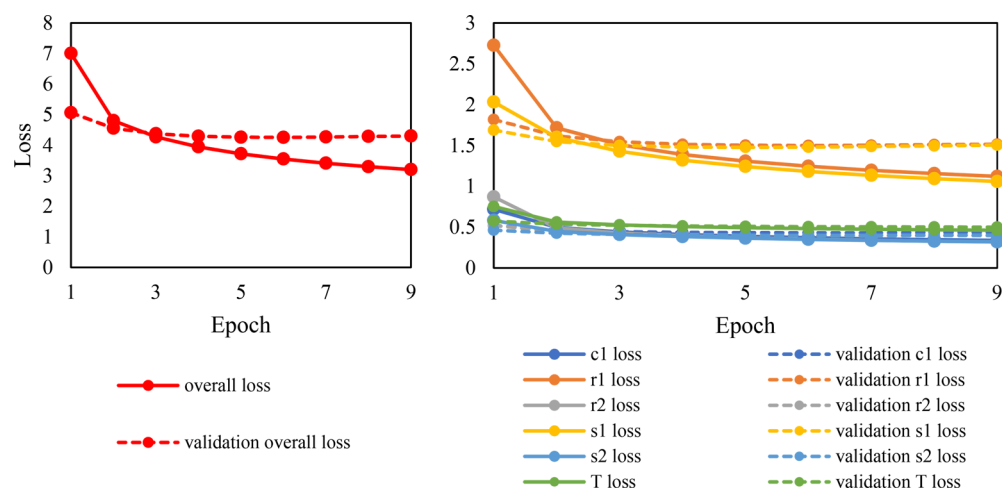 8
7
6
5
4
3
2
1
0
Loss
1 3 5 7 9
Epoch
overall loss
validation overall loss
3
2.5
2
1.5
1
0.5
0
1 3 5 7 9
Epoch
c1 loss validation c1 loss
r1 loss validation r1 loss
r2 loss validation r2 loss
s1 loss validation s1 loss
s2 loss validation s2 loss
T loss validation T loss